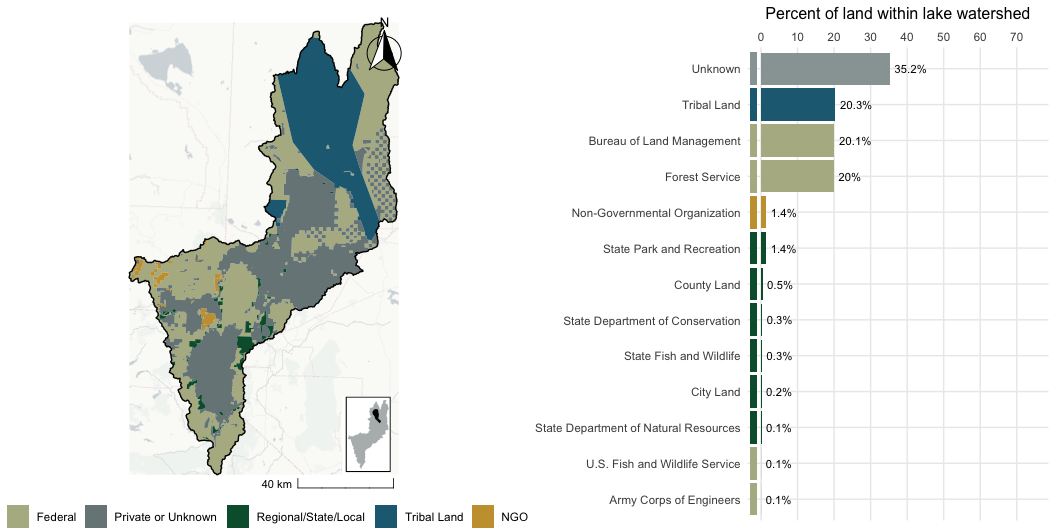 N
40 km
Federal
Private or Unknown
Regional/State/Local
Tribal Land
NGO
Percent of land within lake watershed
0 10 20 30 40 50 60 70
Unknown 35.2%
Tribal Land 20.3%
Bureau of Land Management 20.1%
Forest Service 20%
Non-Governmental Organization 1.4%
State Park and Recreation 1.4%
County Land 0.5%
State Department of Conservation 0.3%
State Fish and Wildlife 0.3%
City Land 0.2%
State Department of Natural Resources 0.1%
U.S. Fish and Wildlife Service 0.1%
Army Corps of Engineers 0.1%